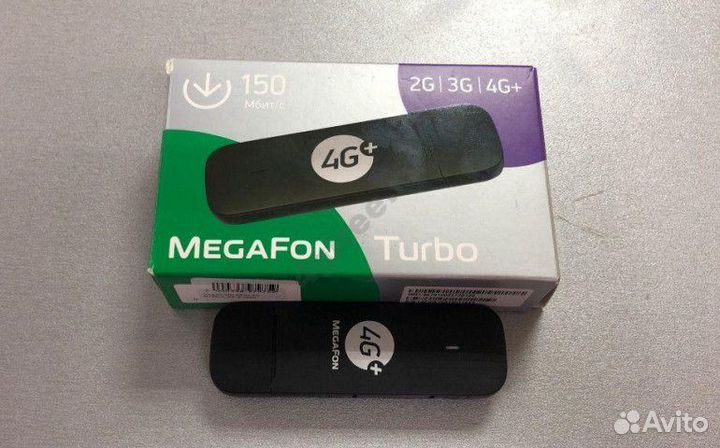 150
Мбит/с
2G|3G|4G+
4G+
MEGAFON Turbo
4G+
MEGAFON
Avito